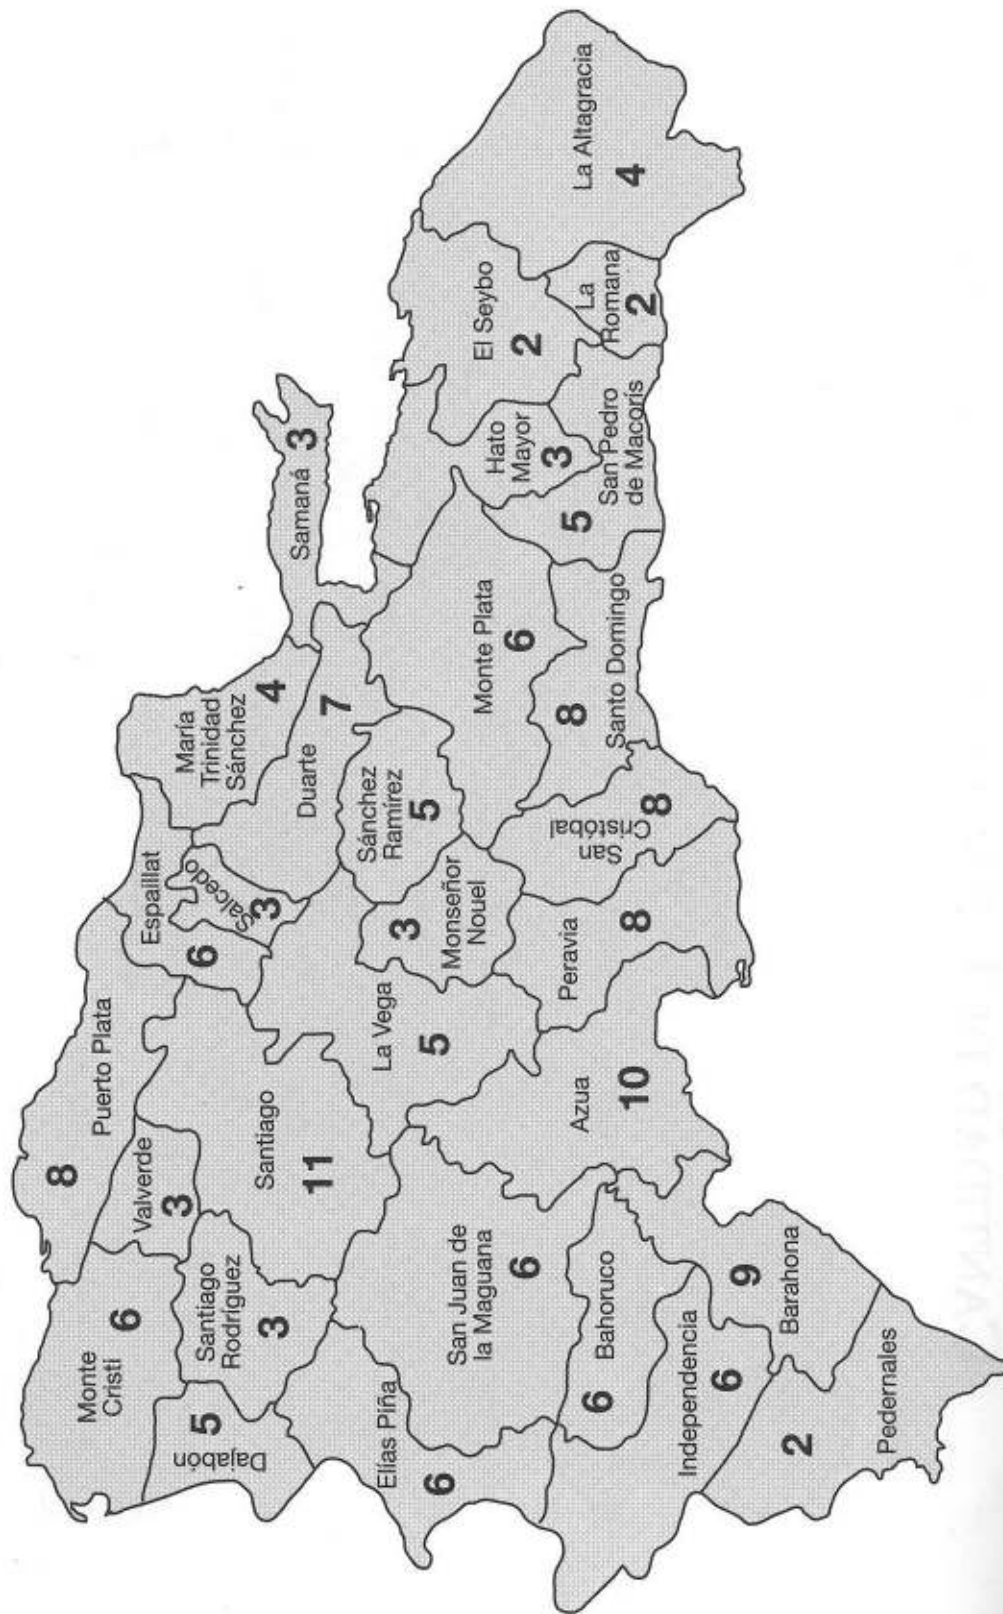 Puerto Plata
8
Monte
Cristi
6
Valverde
3
Espaillat
6
María
Trinidad
Sánchez
4
Samaná
3
Dajabón
5
Santiago
Rodríguez
3
Santiago
11
Salcedo
3
Duarte
7
Elías Piña
6
San Juan de
la Maguana
6
La Vega
5
Monseñor
Nouel
3
Sánchez
Ramírez
5
Monte Plata
6
Hato
Mayor
3
El Seybo
2
La Altagracia
4
Bahoruco
6
Azua
10
Peravia
8
San
Cristóbal
8
Santo Domingo
8
San Pedro
de Macorís
5
La
Romana
2
Independencia
6
Barahona
9
Pedernales
2